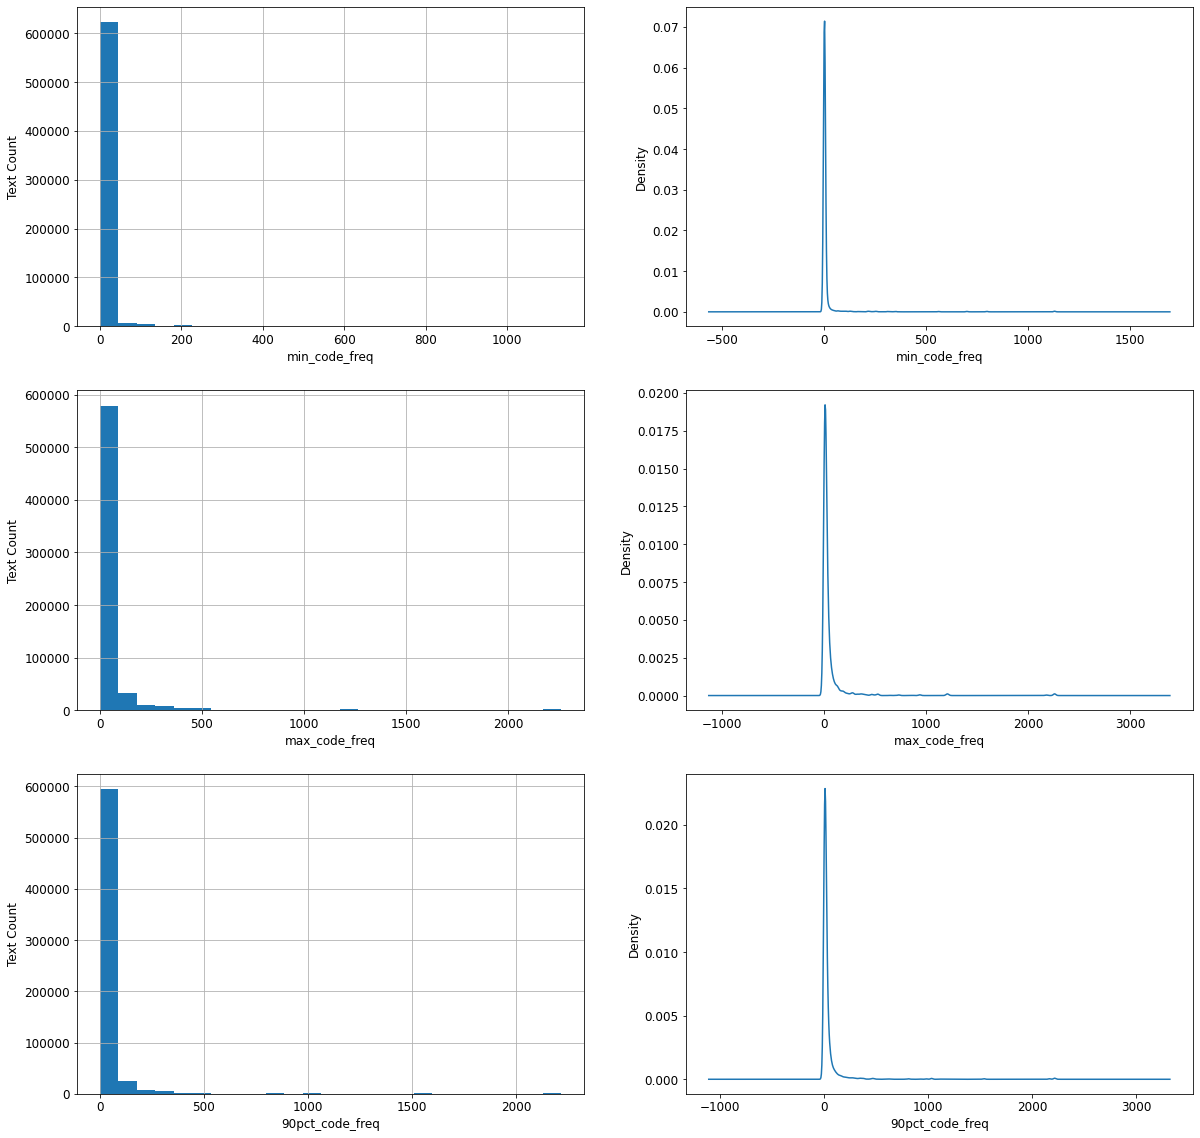 600000
500000
400000
300000
200000
100000
0
Text Count
0 200 400 600 800 1000
min_code_freq
0.07
0.06
0.05
0.04
0.03
0.02
0.01
0.00
Density
−500 0 500 1000 1500
min_code_freq
600000
500000
400000
300000
200000
100000
0
Text Count
0 500 1000 1500 2000
max_code_freq
0.0200
0.0175
0.0150
0.0125
0.0100
0.0075
0.0050
0.0025
0.0000
Density
−1000 0 1000 2000 3000
max_code_freq
600000
500000
400000
300000
200000
100000
0
Text Count
0 500 1000 1500 2000
90pct_code_freq
0.020
0.015
0.010
0.005
0.000
Density
−1000 0 1000 2000 3000
90pct_code_freq